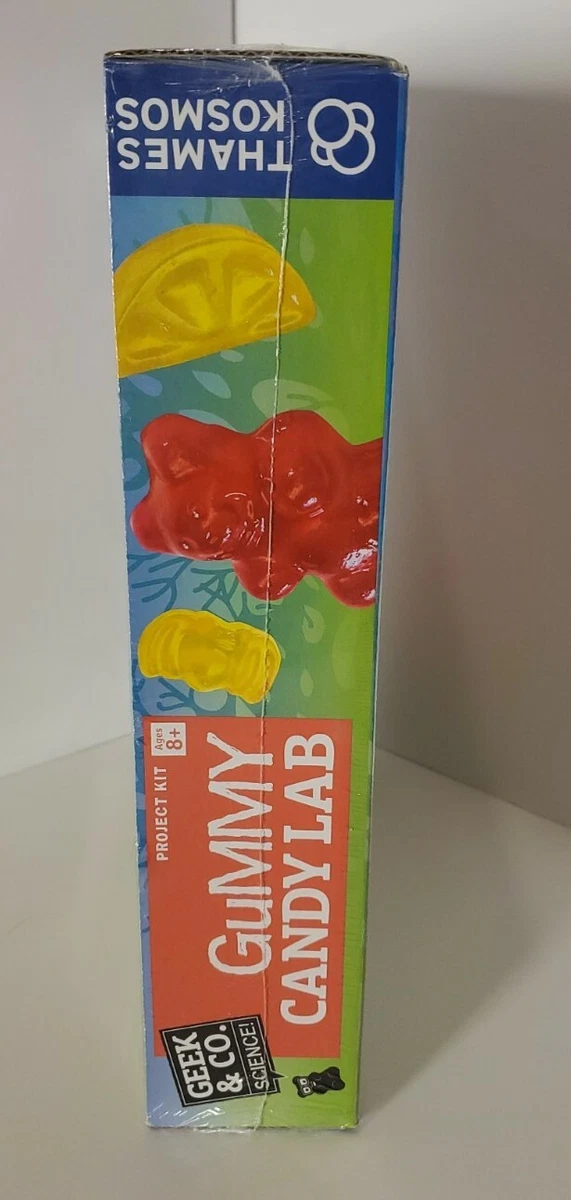 THAMES
KOSMOS
Ages
8+
PROJECT KIT
GuMMY
CANDY LAB
GEEK
& CO.
SCIENCE!